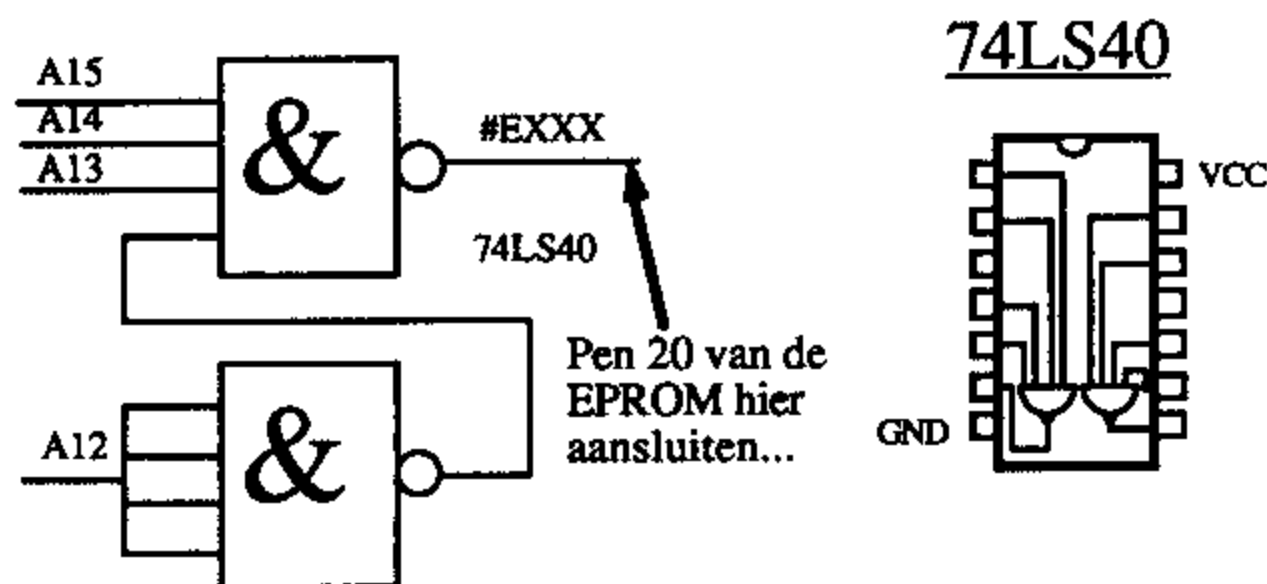 A15
A14
A13
&
#EXXX
74LS40
Pen 20 van de
EPROM hier
aansluiten...
A12
&
74LS40
VCC
GND